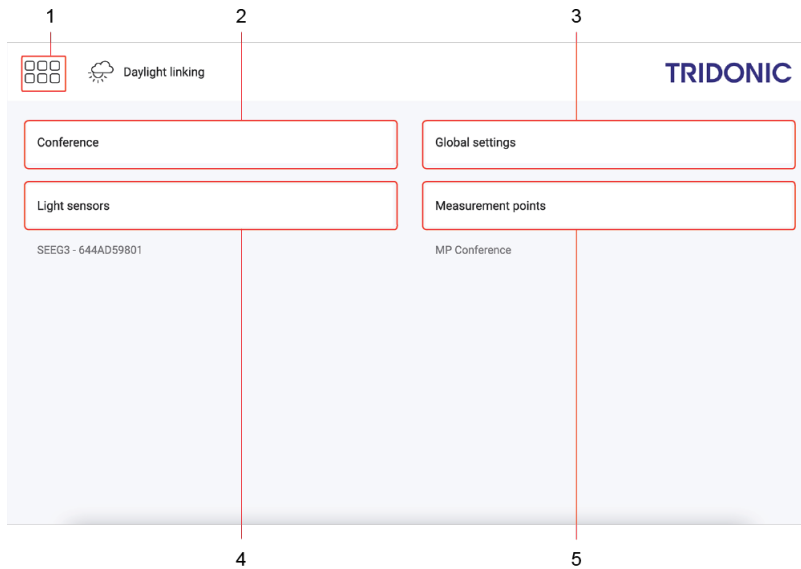 1 2 3
Daylight linking TRIDONIC
Conference Global settings
Light sensors Measurement points
SEEG3 - 644AD59801 MP Conference
4 5